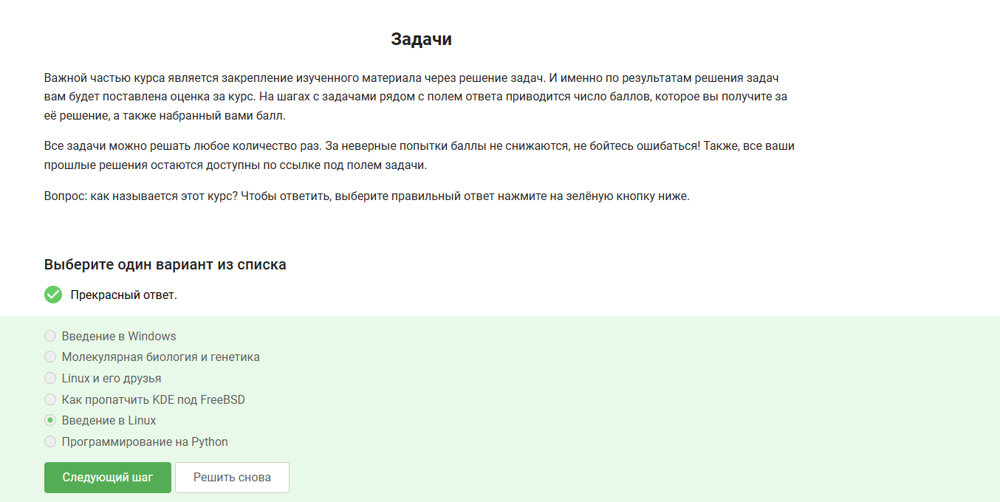 Задачи
Важной частью курса является закрепление изученного материала через решение задач. И именно по результатам решения задач
вам будет поставлена оценка за курс. На шагах с задачами рядом с полем ответа приводится число баллов, которое вы получите за
её решение, а также набранный вами балл.
Все задачи можно решать любое количество раз. За неверные попытки баллы не снижаются, не бойтесь ошибаться! Также, все ваши
прошлые решения остаются доступны по ссылке под полем задачи.
Вопрос: как называется этот курс? Чтобы ответить, выберите правильный ответ нажмите на зелёную кнопку ниже.
Выберите один вариант из списка
Прекрасный ответ.
Введение в Windows
Молекулярная биология и генетика
Linux и его друзья
Как пропатчить KDE под FreeBSD
Введение в Linux
Программирование на Python
Следующий шаг Решить снова